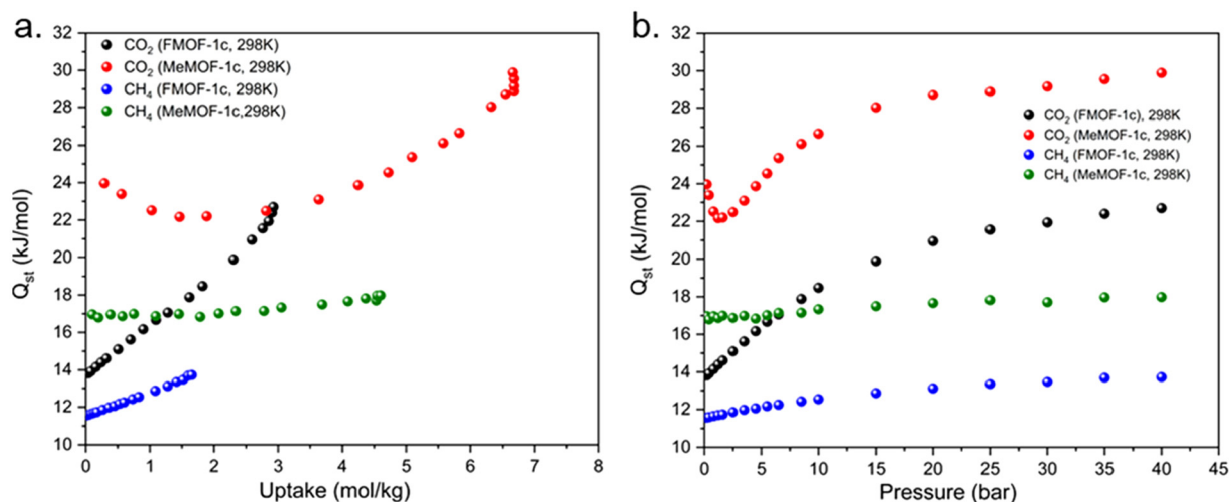 a.
CO2 (FMOF-1c, 298K)
CO2 (MeMOF-1c, 298K)
CH4 (FMOF-1c, 298K)
CH4 (MeMOF-1c,298K)
Qst (kJ/mol)
32
30
28
26
24
22
20
18
16
14
12
10
0 1 2 3 4 5 6 7 8
Uptake (mol/kg)
b.
CO2 (FMOF-1c), 298K
CO2 (MeMOF-1c, 298K)
CH4 (FMOF-1c, 298K)
CH4 (MeMOF-1c, 298K)
Qst (kJ/mol)
32
30
28
26
24
22
20
18
16
14
12
10
0 5 10 15 20 25 30 35 40 45
Pressure (bar)